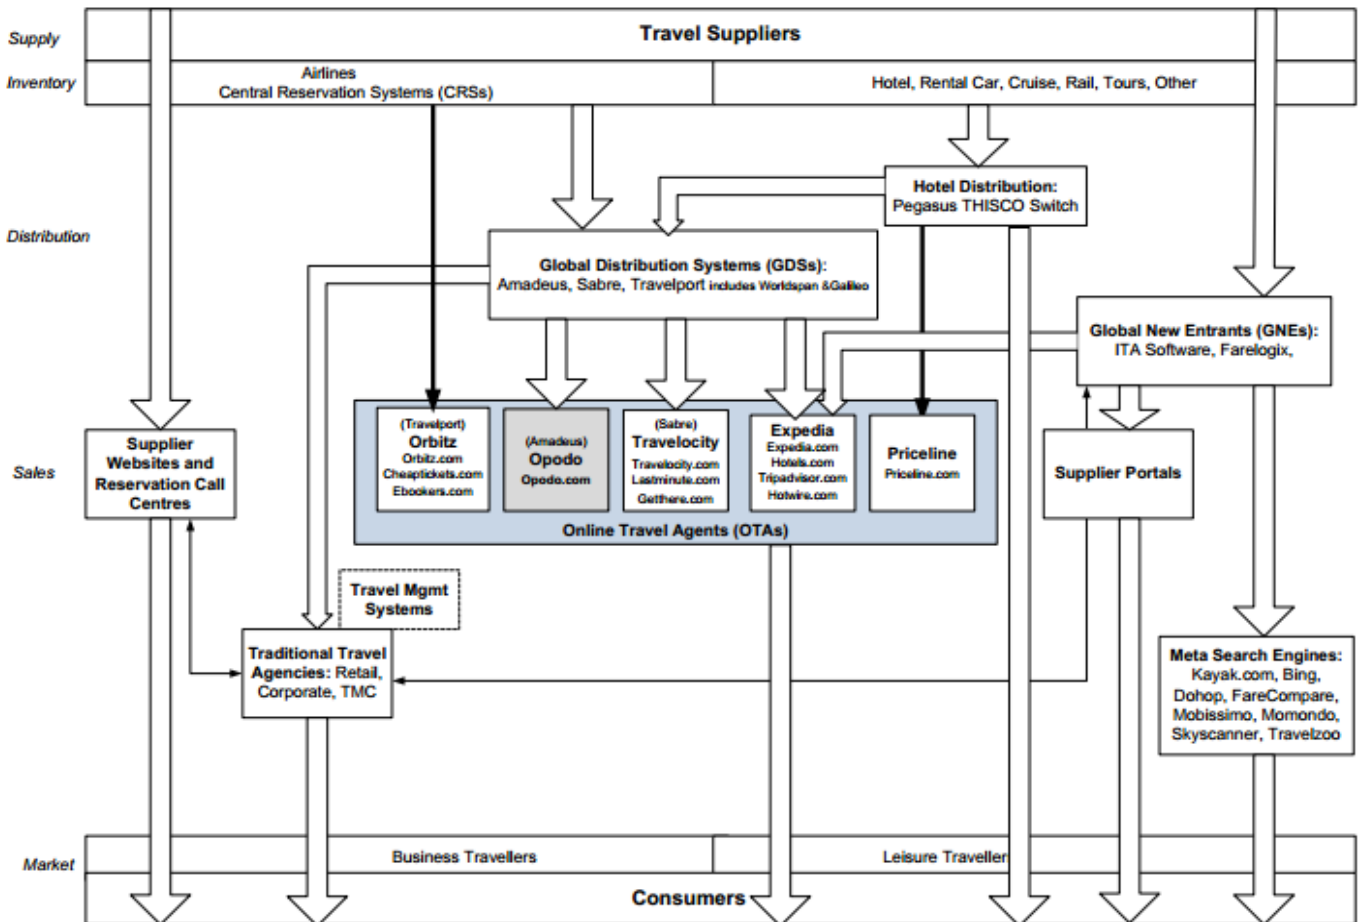 Supply
Travel Suppliers
Inventory
Airlines
Central Reservation Systems (CRSs)
Hotel, Rental Car, Cruise, Rail, Tours, Other
Distribution
Hotel Distribution:
Pegasus THISCO Switch
Global Distribution Systems (GDSs):
Amadeus, Sabre, Travelport includes Worldspan &Galileo
Global New Entrants (GNEs):
ITA Software, Farelogix,
Sales
Supplier
Websites and
Reservation Call
Centres
(Travelport)
Orbitz
Orbitz.com
Cheaptickets.com
Ebookers.com
(Amadeus)
Opodo
Opodo.com
(Sabre)
Travelocity
Travelocity.com
Lastminute.com
Getthere.com
Expedia
Expedia.com
Hotels.com
Tripadvisor.com
Hotwire.com
Priceline
Priceline.com
Online Travel Agents (OTAs)
Supplier Portals
Travel Mgmt
Systems
Traditional Travel
Agencies: Retail,
Corporate, TMC
Meta Search Engines:
Kayak.com, Bing,
Dohop, FareCompare,
Mobissimo, Momondo,
Skyscanner, Travelzoo
Market
Business Travellers
Leisure Traveller
Consumers